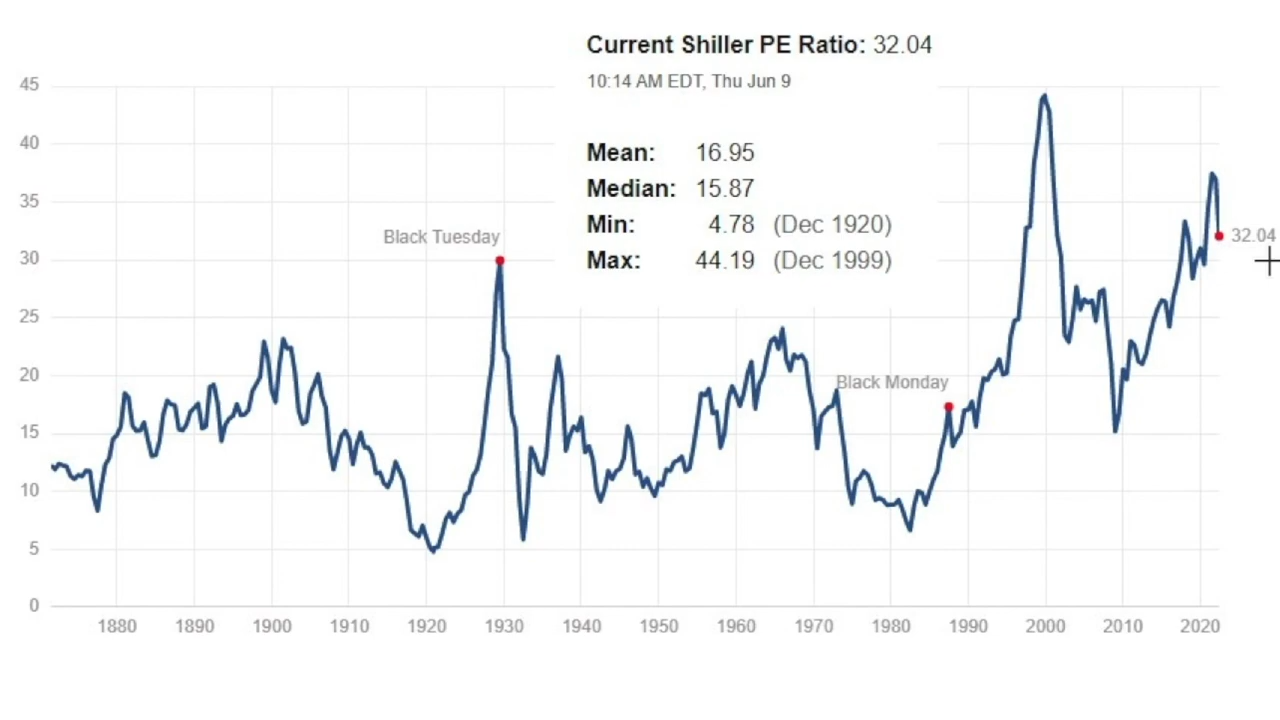 Current Shiller PE Ratio: 32.04
10:14 AM EDT, Thu Jun 9
Mean: 16.95
Median: 15.87
Min: 4.78 (Dec 1920)
Max: 44.19 (Dec 1999)
45
40
35
30
25
20
15
10
5
0
Black Tuesday
Black Monday
32.04
1880 1890 1900 1910 1920 1930 1940 1950 1960 1970 1980 1990 2000 2010 2020